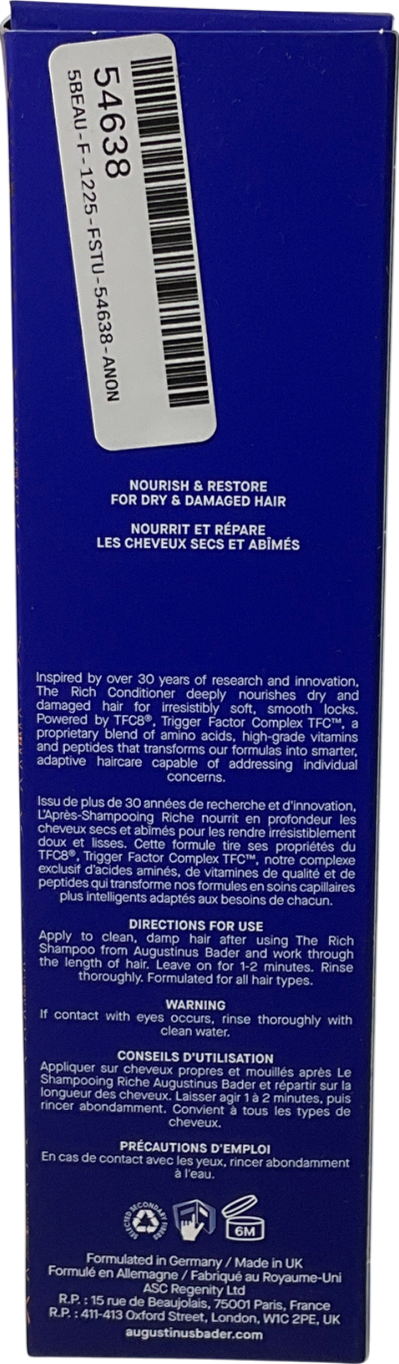 54638
5BEAU-F-1225-FSTU-54638-ANON
NOURISH & RESTORE
FOR DRY & DAMAGED HAIR
NOURRIT ET RÉPARE
LES CHEVEUX SECS ET ABÎMÉS
Inspired by over 30 years of research and innovation,
The Rich Conditioner deeply nourishes dry and
damaged hair for irresistibly soft, smooth locks.
Powered by TFC8®, Trigger Factor Complex TFC™, a
proprietary blend of amino acids, high-grade vitamins
and peptides that transforms our formulas into smarter,
adaptive haircare capable of addressing individual
concerns.
Issu de plus de 30 années de recherche et d'innovation,
L'Après-Shampooing Riche nourrit en profondeur les
cheveux secs et abîmés pour les rendre irrésistiblement
doux et lisses. Cette formule tire ses propriétés du
TFC8®, Trigger Factor Complex TFC™, notre complexe
exclusif d'acides aminés, de vitamines de qualité et de
peptides qui transforme nos formules en soins capillaires
plus intelligents adaptés aux besoins de chacun.
DIRECTIONS FOR USE
Apply to clean, damp hair after using The Rich
Shampoo from Augustinus Bader and work through
the length of hair. Leave on for 1-2 minutes. Rinse
thoroughly. Formulated for all hair types.
WARNING
If contact with eyes occurs, rinse thoroughly with
clean water.
CONSEILS D'UTILISATION
Appliquer sur cheveux propres et mouillés après Le
Shampooing Riche Augustinus Bader et répartir sur la
longueur des cheveux. Laisser agir 1 à 2 minutes, puis
rincer abondamment. Convient à tous les types de
cheveux.
PRÉCAUTIONS D'EMPLOI
En cas de contact avec les yeux, rincer abondamment
à l'eau.
SELECTED SECONDARY FIBRES
6M
Formulated in Germany / Made in UK
Formulé en Allemagne / Fabriqué au Royaume-Uni
ASC Regenity Ltd
R.P. : 15 rue de Beaujolais, 75001 Paris, France
R.P. : 411-413 Oxford Street, London, W1C 2PE, UK
augustinusbader.com